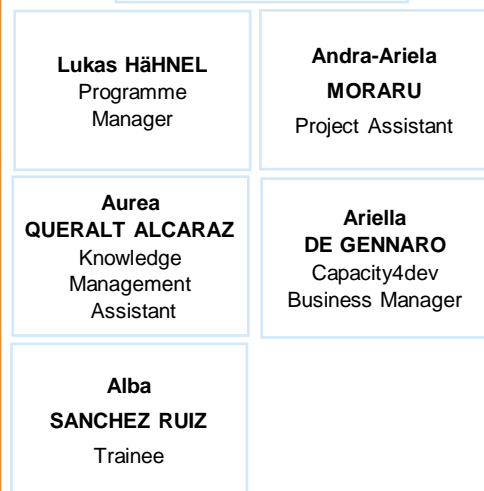 Lukas HäHNEL
Programme
Manager
Andra-Ariela
MORARU
Project Assistant
Aurea
QUERALT ALCARAZ
Knowledge
Management
Assistant
Ariella
DE GENNARO
Capacity4dev
Business Manager
Alba
SANCHEZ RUIZ
Trainee